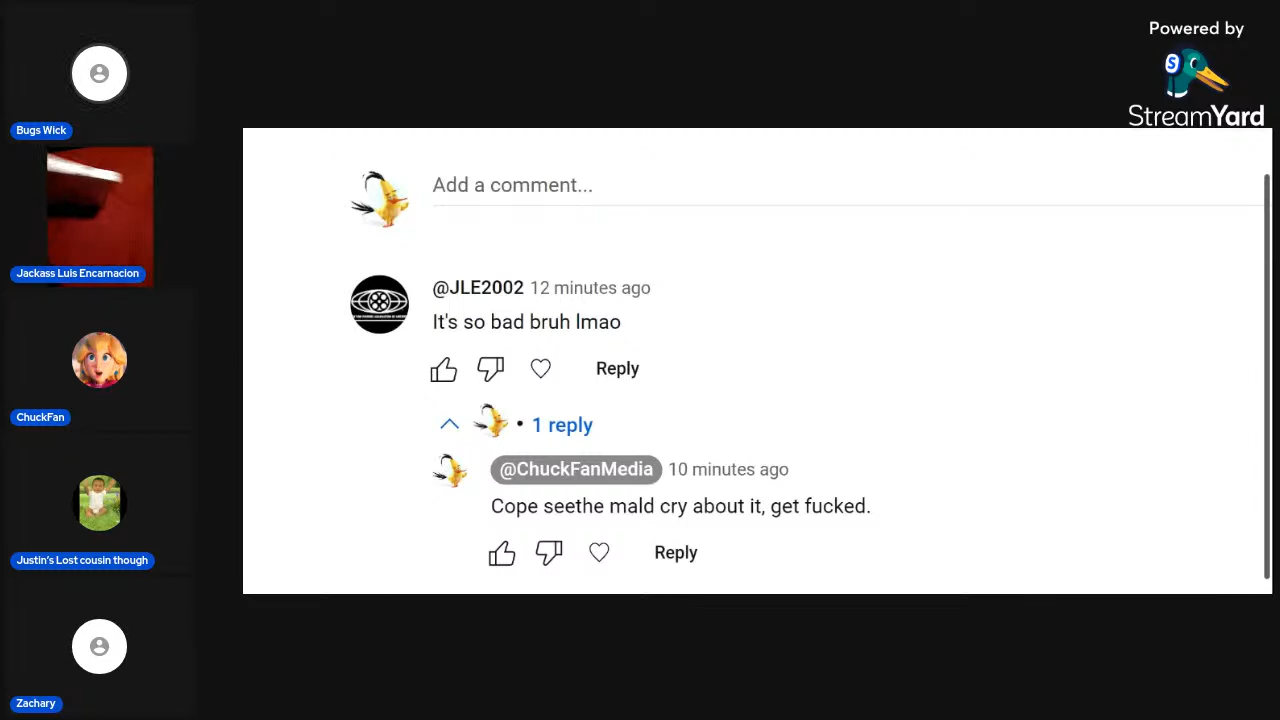 Powered by
StreamYard
Bugs Wick
Jackass Luis Encarnacion
ChuckFan
Justin's Lost cousin though
Zachary
Add a comment...
@JLE2002 12 minutes ago
It's so bad bruh lmao
Reply
• 1 reply
@ChuckFanMedia 10 minutes ago
Cope seethe mald cry about it, get fucked.
Reply